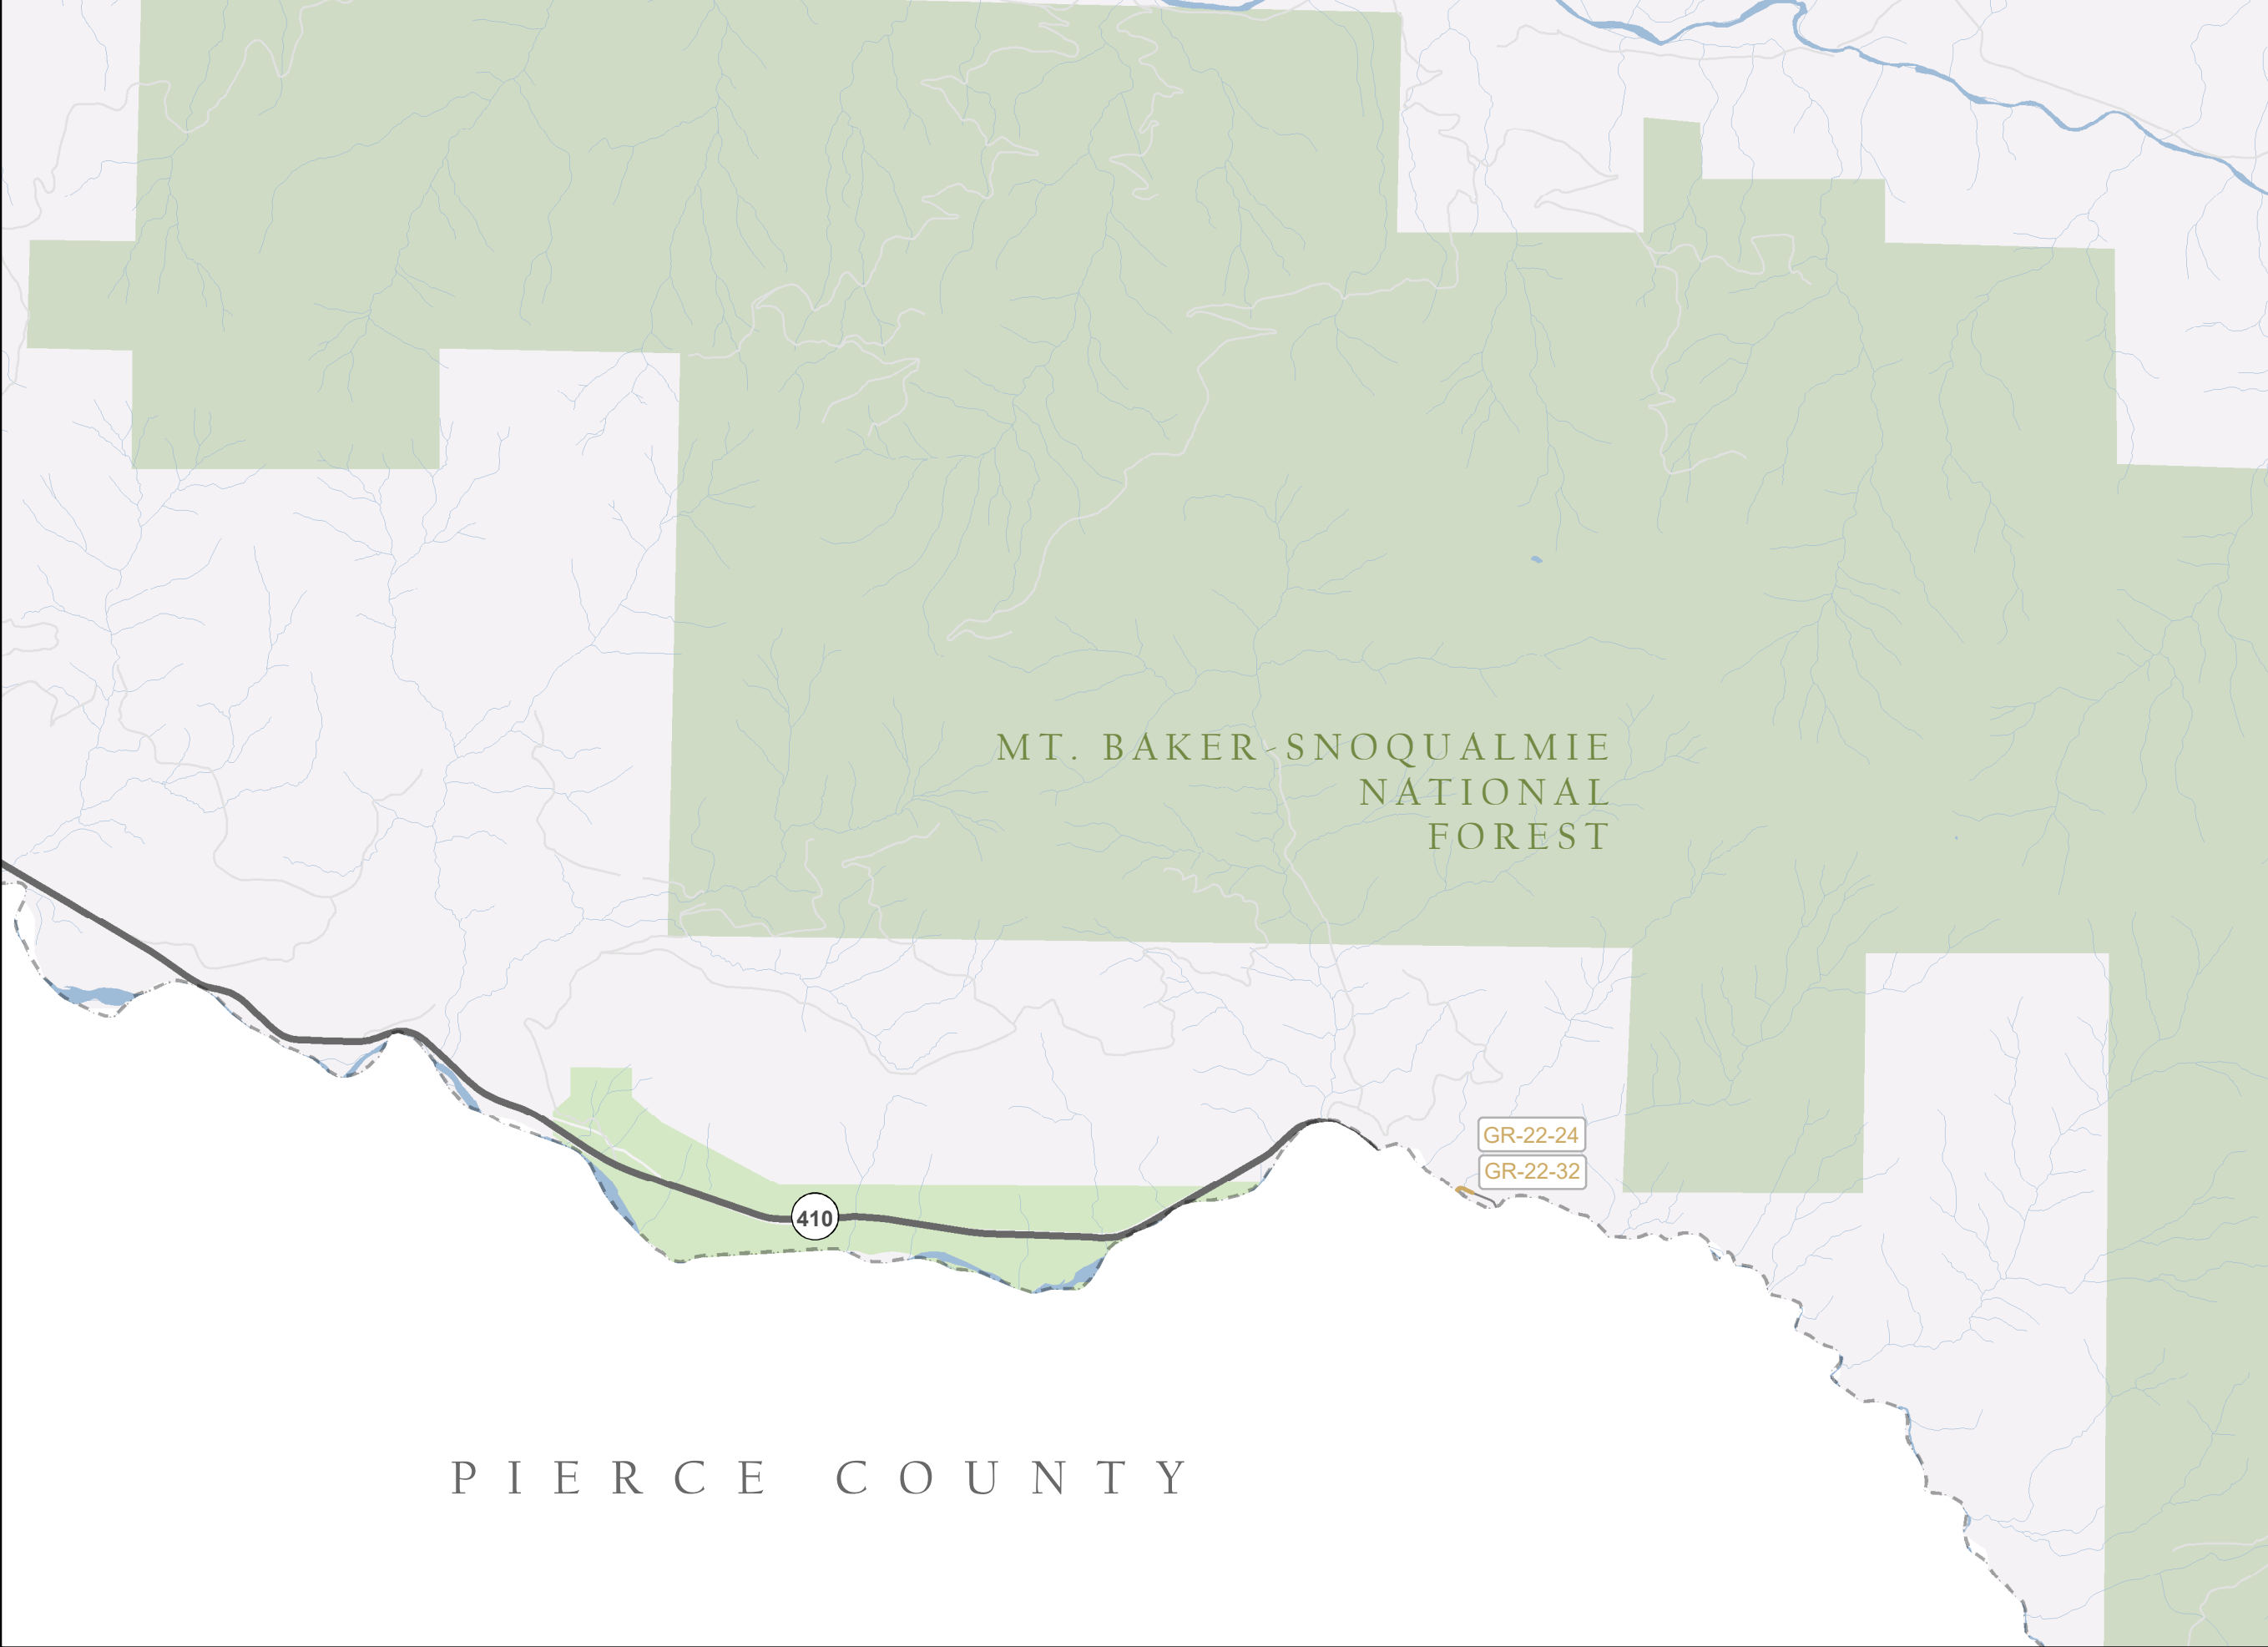 MT. BAKER-SNOQUALMIE
NATIONAL
FOREST
GR-22-24
GR-22-32
410
PIERCE COUNTY